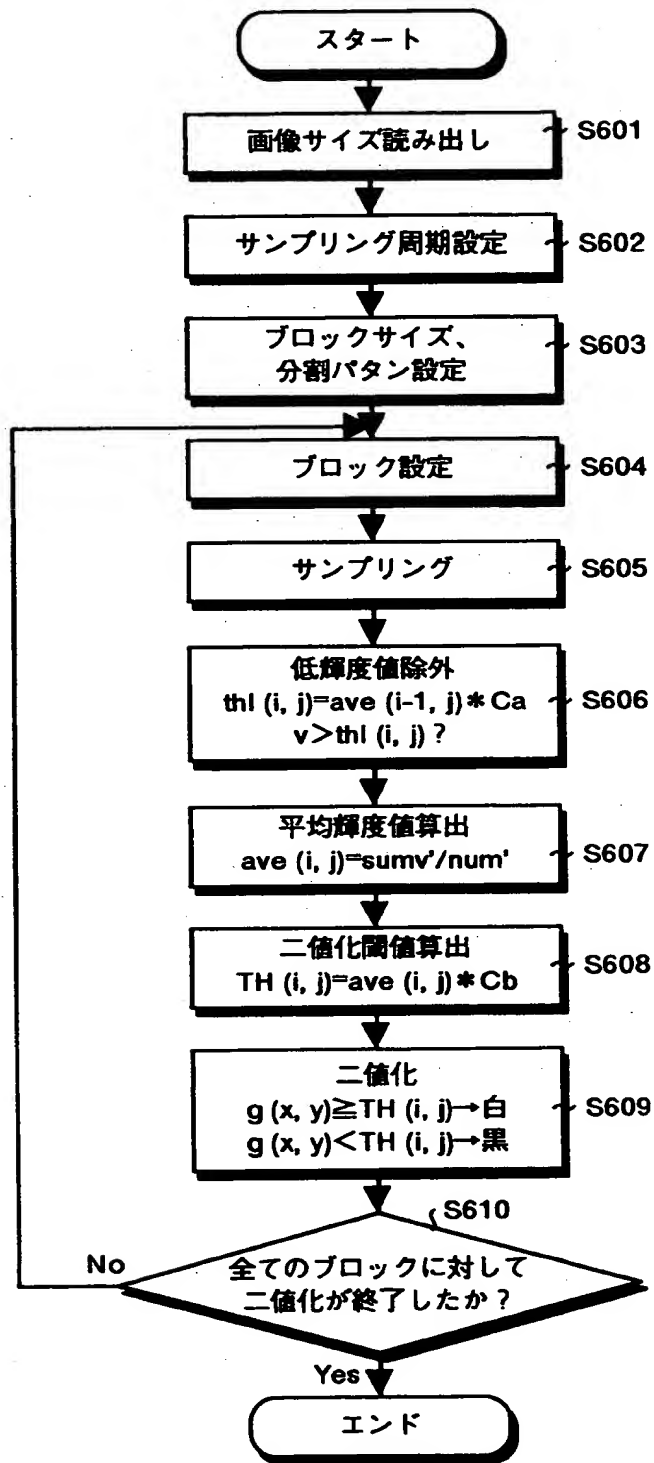 スタート
画像サイズ読み出し
S601
サンプリング周期設定
S602
ブロックサイズ、
分割パタン設定
S603
ブロック設定
S604
サンプリング
S605
低輝度値除外
thl (i, j)=ave (i-1, j)＊Ca
v＞thl (i, j) ?
S606
平均輝度値算出
ave (i, j)=sumv'/num'
S607
二値化閾値算出
TH (i, j)=ave (i, j)＊Cb
S608
二値化
g (x, y)≧TH (i, j)→白
g (x, y)＜TH (i, j)→黒
S609
S610
全てのブロックに対して
二値化が終了したか？
No
Yes
エンド